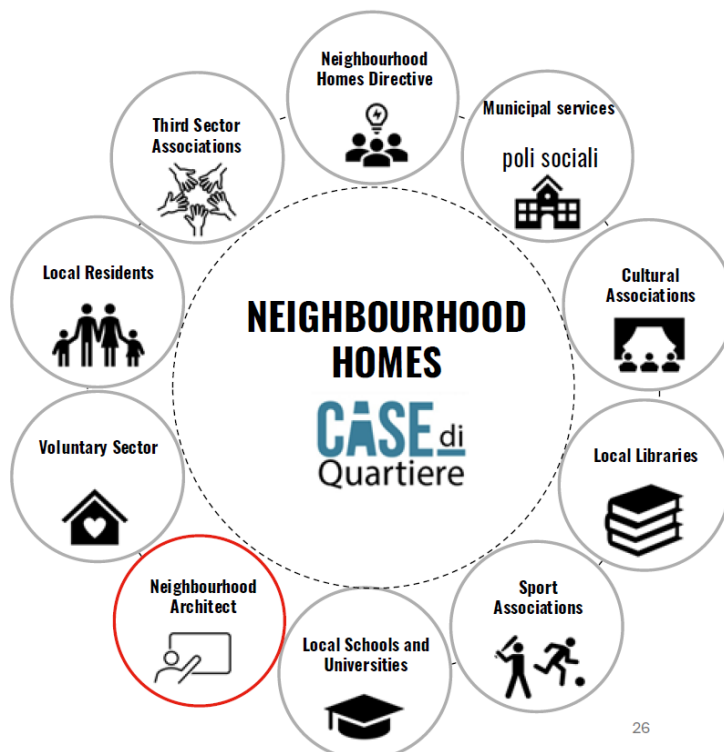 Neighbourhood
Homes Directive
Municipal services
poli sociali
Cultural
Associations
Local Libraries
Sport
Associations
Local Schools and
Universities
Neighbourhood
Architect
Voluntary Sector
Local Residents
Third Sector
Associations
NEIGHBOURHOOD
HOMES
CASE di
Quartiere
26